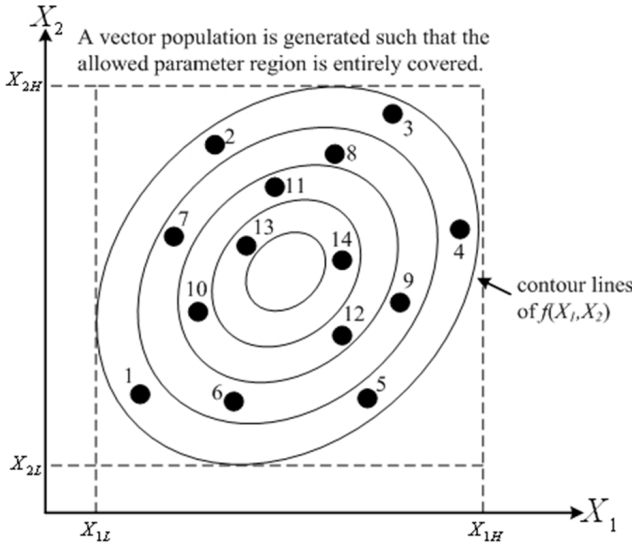 X2
A vector population is generated such that the
allowed parameter region is entirely covered.
X2H
3
2
8
11
7
13
4
14
10
9
contour lines
of f(X1,X2)
12
1
6
5
X2L
X1
X1L
X1H